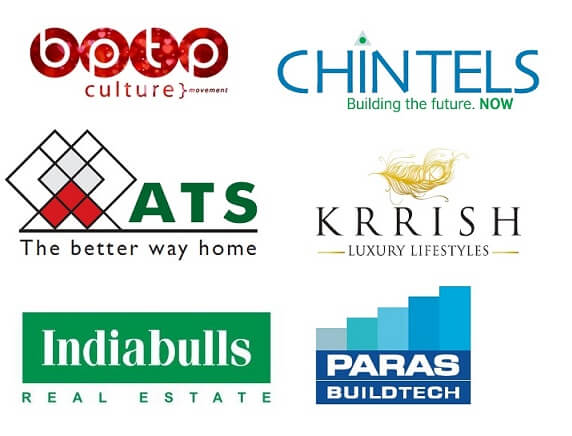 bptp
culture} movement
CHINTELS
Building the future. NOW
ATS
The better way home
KRRISH
LUXURY LIFESTYLES
Indiabulls
REAL ESTATE
PARAS
BUILDTECH